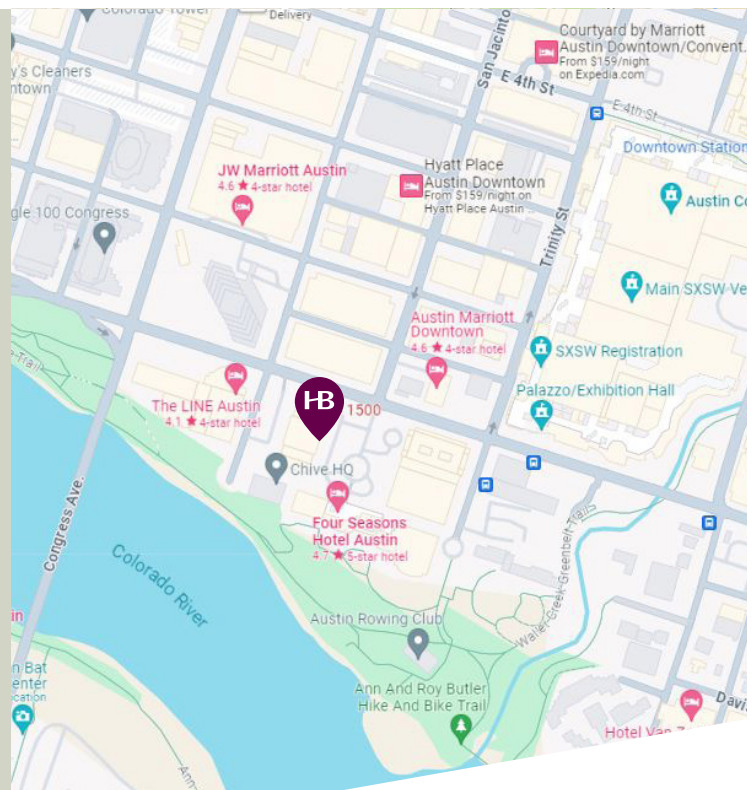 Colorado Tower
Delivery
San Jacinto
Courtyard by Marriott
Austin Downtown/Convent.
From $159/night
on Expedia.com
y's Cleaners
ntown
E 4th St
E 4th St
Downtown Station
JW Marriott Austin
4.6 ★ 4-star hotel
Hyatt Place
Austin Downtown
From $159/night on
Hyatt Place Austin ...
Austin Co
gle 100 Congress
Trinity St
Main SXSW Ve
Austin Marriott
Downtown
4.6 ★ 4-star hotel
SXSW Registration
Trail
Palazzo/Exhibition Hall
The LINE Austin
4.1 ★ 4-star hotel
HB
1500
Chive HQ
Congress Ave.
Four Seasons
Hotel Austin
4.7 ★ 5-star hotel
Colorado River
Waller Creek Greenbelt Trail
Austin Rowing Club
in
n Bat
enter
ocation
Ann And Roy Butler
Hike And Bike Trail
Davi
Hotel Van Z
Ann